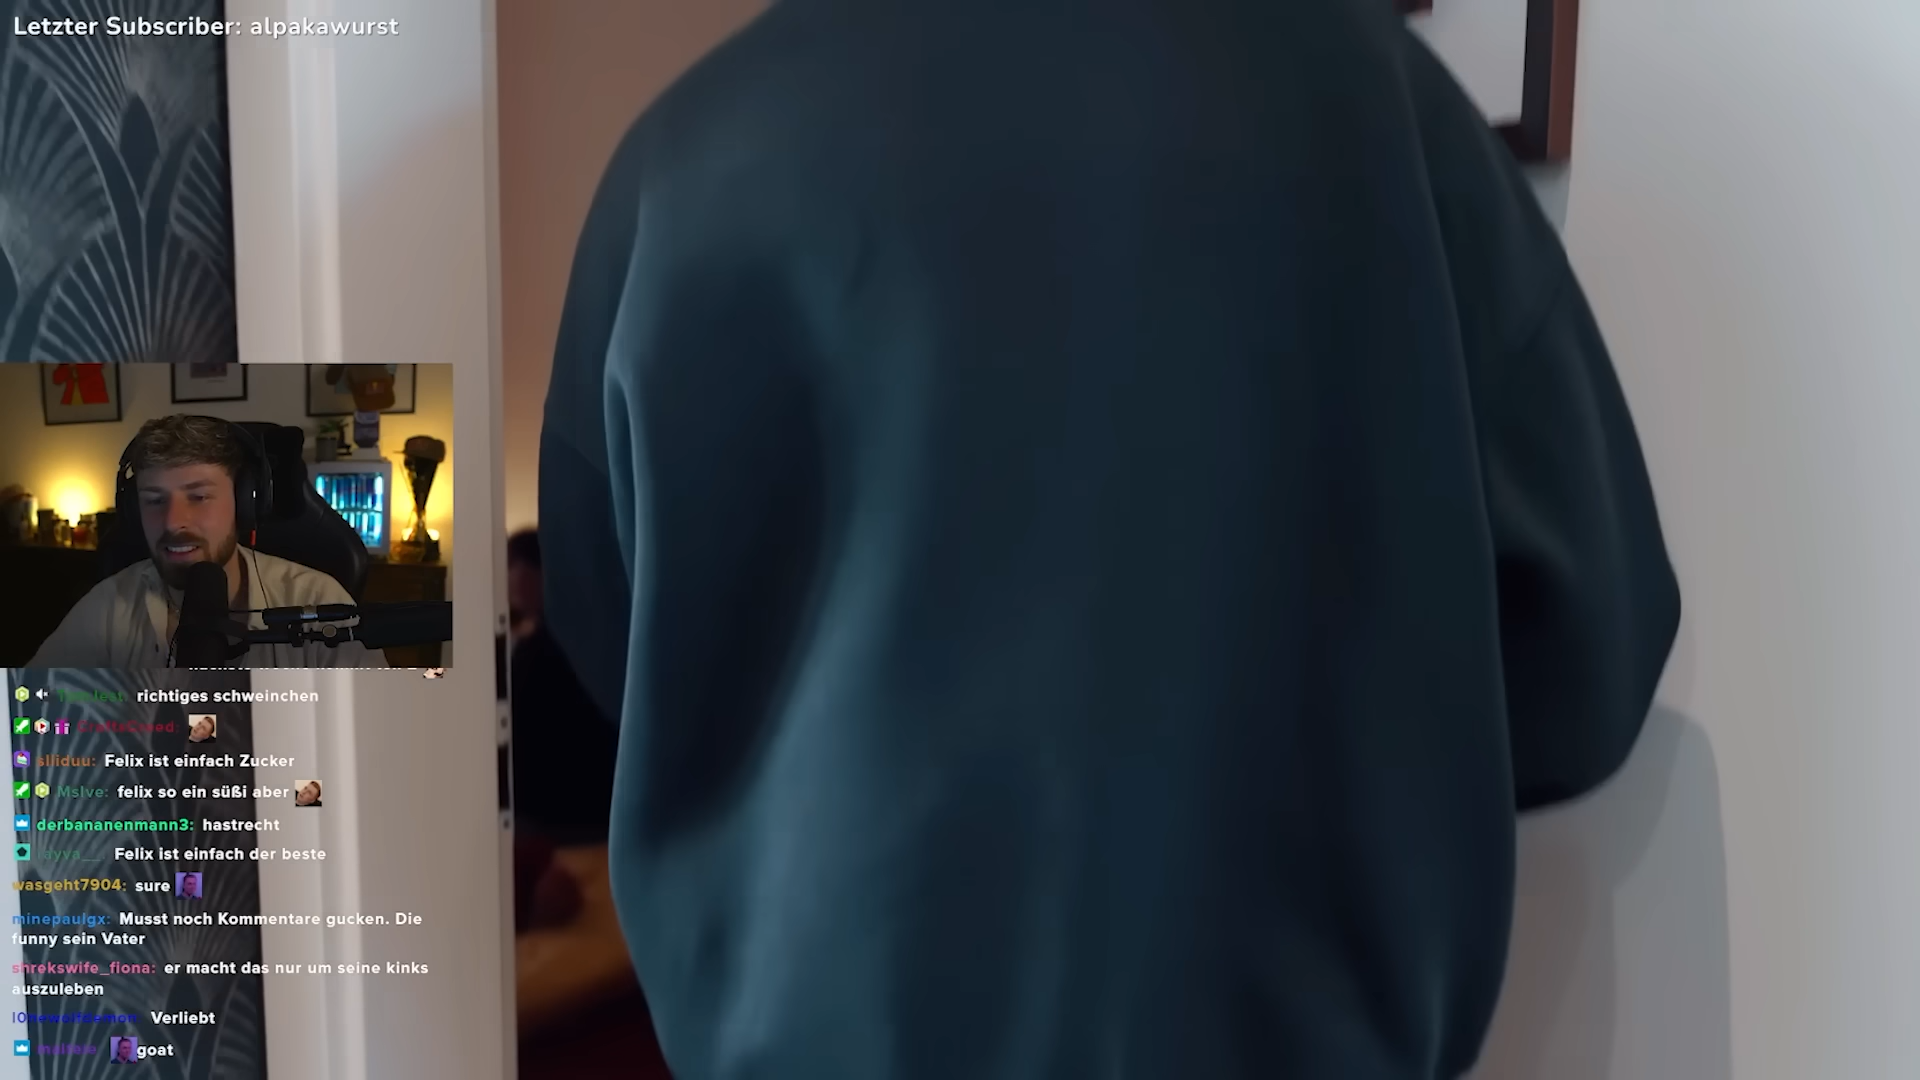 Letzter Subscriber: alpakawurst
richtiges schweinchen
slliduu: Felix ist einfach Zucker
Mslve: felix so ein süßi aber
derbananenmann3: hastrecht
Felix ist einfach der beste
wasgeht7904: sure
minepaulgx: Musst noch Kommentare gucken. Die
funny sein Vater
shrekswife_fiona: er macht das nur um seine kinks
auszuleben
Verliebt
goat